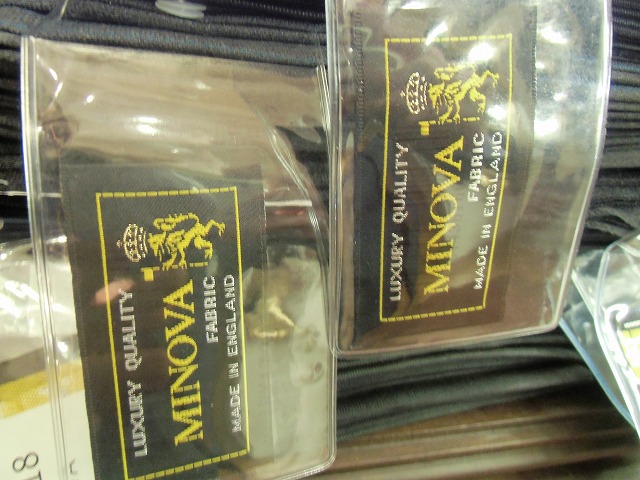 LUXURY QUALITY
MINOVA
FABRIC
MADE IN ENGLAND
LUXURY QUALITY
MINOVA
FABRIC
MADE IN ENGLAND